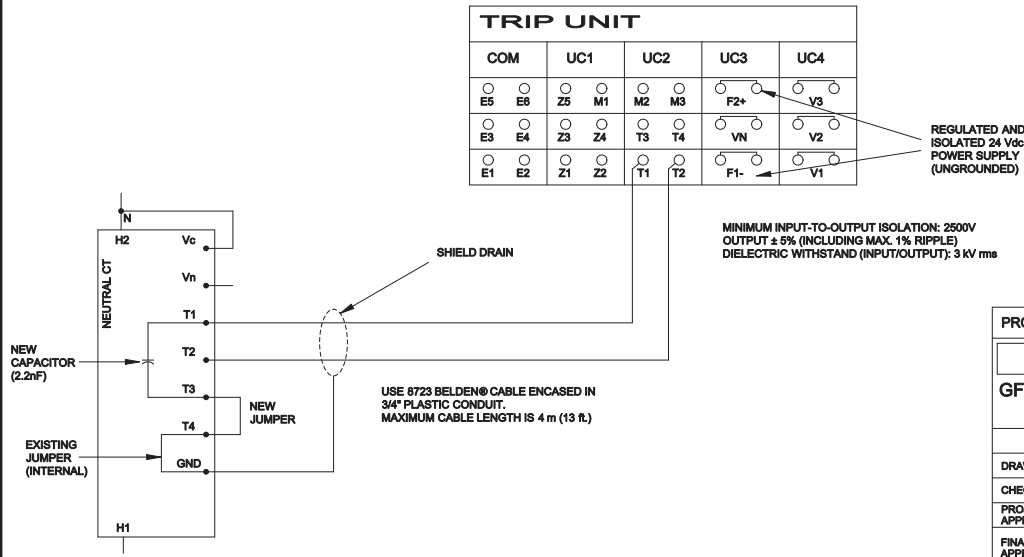 TRIP UNIT
COM UC1 UC2 UC3 UC4
E5 E6 Z5 M1 M2 M3 F2+ V3
E3 E4 Z3 Z4 T3 T4 VN V2
E1 E2 Z1 Z2 T1 T2 F1- V1
REGULATED AND
ISOLATED 24 Vdc
POWER SUPPLY
(UNGROUNDED)
MINIMUM INPUT-TO-OUTPUT ISOLATION: 2500V
OUTPUT ± 5% (INCLUDING MAX. 1% RIPPLE)
DIELECTRIC WITHSTAND (INPUT/OUTPUT): 3 kV rms
N
H2
Vc
NEUTRAL CT
Vn
T1
T2
T3
T4
GND
H1
SHIELD DRAIN
NEW
CAPACITOR
(2.2nF)
NEW
JUMPER
EXISTING
JUMPER
(INTERNAL)
USE 8723 BELDEN® CABLE ENCASED IN
3/4" PLASTIC CONDUIT.
MAXIMUM CABLE LENGTH IS 4 m (13 ft.)
GF